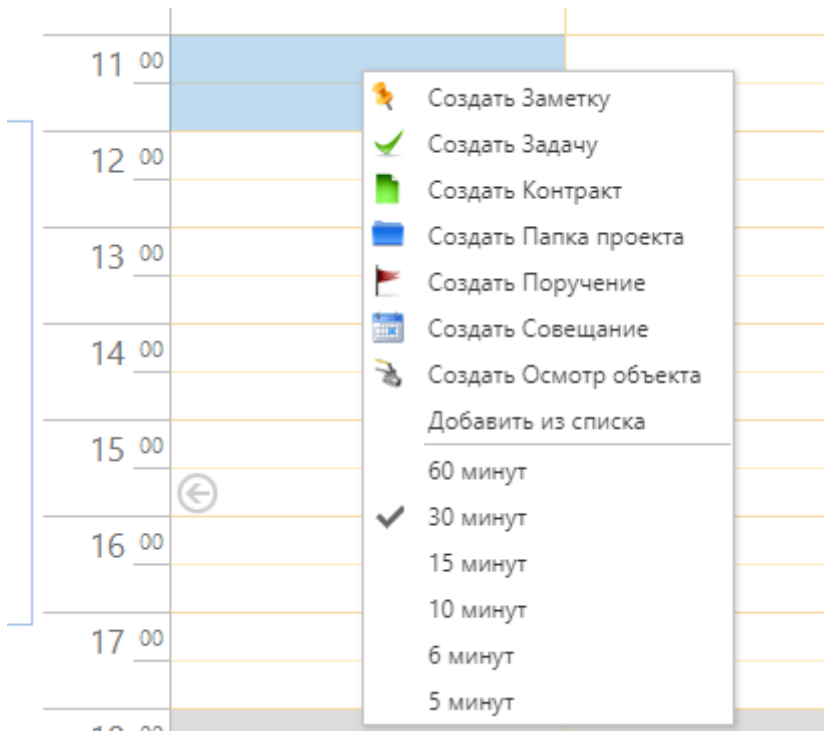 11 00
12 00
13 00
14 00
15 00
16 00
17 00
Создать Заметку
Создать Задачу
Создать Контракт
Создать Папка проекта
Создать Поручение
Создать Совещание
Создать Осмотр объекта
Добавить из списка
60 минут
30 минут
15 минут
10 минут
6 минут
5 минут